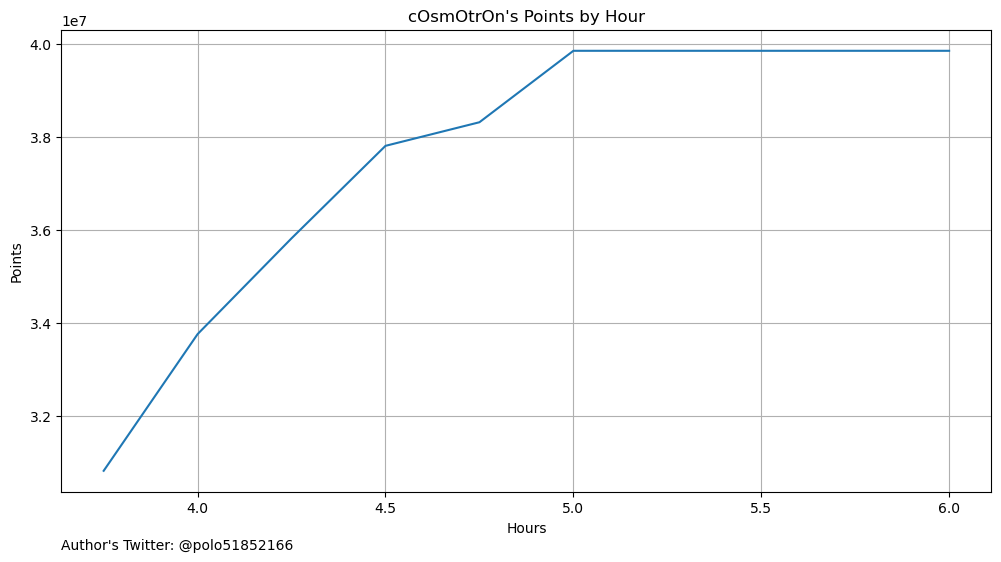 cOsmOtrOn's Points by Hour
1e7
4.0
3.8
3.6
3.4
3.2
Points
4.0 4.5 5.0 5.5 6.0
Hours
Author's Twitter: @polo51852166